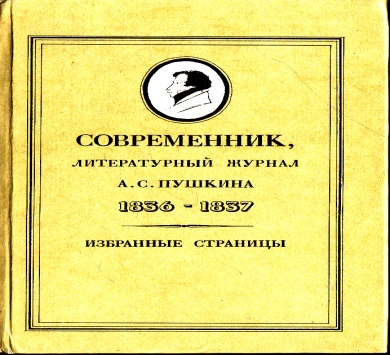 СОВРЕМЕННИК,
ЛИТЕРАТУРНЫЙ ЖУРНАЛ
А.С.ПУШКИНА
1836 - 1837
ИЗБРАННЫЕ СТРАНИЦЫ